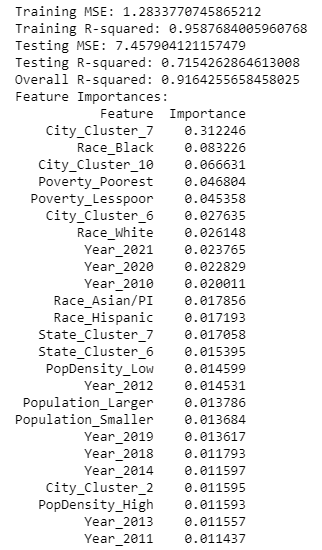 Training MSE: 1.2833770745865212
Training R-squared: 0.9587684005960768
Testing MSE: 7.457904121157479
Testing R-squared: 0.7154262864613008
Overall R-squared: 0.9164255658458025
Feature Importances:
Feature Importance
City_Cluster_7 0.312246
Race_Black 0.083226
City_Cluster_10 0.066631
Poverty_Poorest 0.046804
Poverty_Lesspoor 0.045358
City_Cluster_6 0.027635
Race_White 0.026148
Year_2021 0.023765
Year_2020 0.022829
Year_2010 0.020011
Race_Asian/PI 0.017856
Race_Hispanic 0.017193
State_Cluster_7 0.017058
State_Cluster_6 0.015395
PopDensity_Low 0.014599
Year_2012 0.014531
Population_Larger 0.013786
Population_Smaller 0.013684
Year_2019 0.013617
Year_2018 0.011793
Year_2014 0.011597
City_Cluster_2 0.011595
PopDensity_High 0.011593
Year_2013 0.011557
Year_2011 0.011437